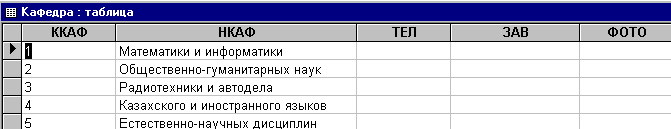 Кафедра : таблица
ККАФ НКАФ ТЕЛ ЗАВ ФОТО
1 Математики и информатики
2 Общественно-гуманитарных наук
3 Радиотехники и автодела
4 Казахского и иностранного языков
5 Естественно-научных дисциплин